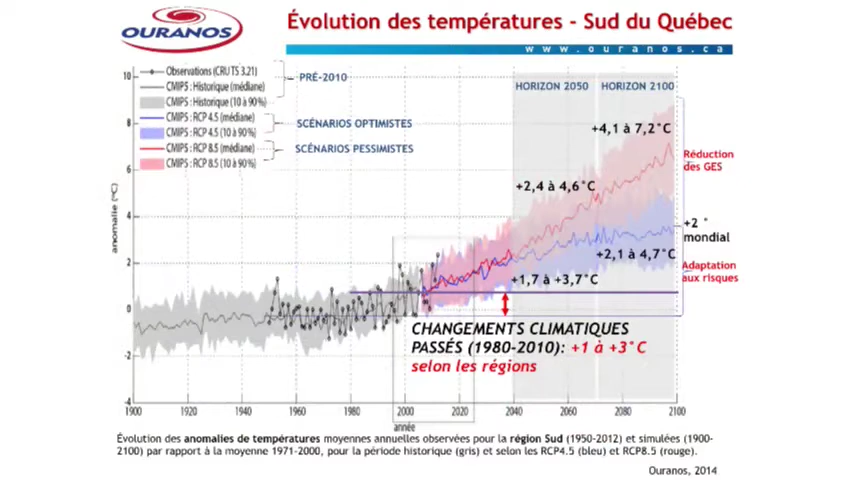 OURANOS
Évolution des températures - Sud du Québec
www.ouranos.ca
Observations (CRU TS 3.21)
CMIP5 : Historique (médiane)
CMIP5 : Historique (10 à 90%)
CMIP5 : RCP 4.5 (médiane)
CMIP5 : RCP 4.5 (10 à 90%)
CMIP5 : RCP 8.5 (médiane)
CMIP5 : RCP 8.5 (10 à 90%)
PRÉ-2010
SCÉNARIOS OPTIMISTES
SCÉNARIOS PESSIMISTES
HORIZON 2050
HORIZON 2100
+4,1 à 7,2°C
+2,4 à 4,6°C
Réduction
des GES
+2 °
mondial
+2,1 à 4,7°C
+1,7 à +3,7°C
Adaptation
aux risques
CHANGEMENTS CLIMATIQUES
PASSÉS (1980-2010): +1 à +3°C
selon les régions
anomalie (°C)
10
8
6
4
2
0
-2
-4
1900
1920
1940
1960
1980
2000
2020
2040
2060
2080
2100
année
Évolution des anomalies de températures moyennes annuelles observées pour la région Sud (1950-2012) et simulées (1900-
2100) par rapport à la moyenne 1971-2000, pour la période historique (gris) et selon les RCP4.5 (bleu) et RCP8.5 (rouge).
Ouranos, 2014